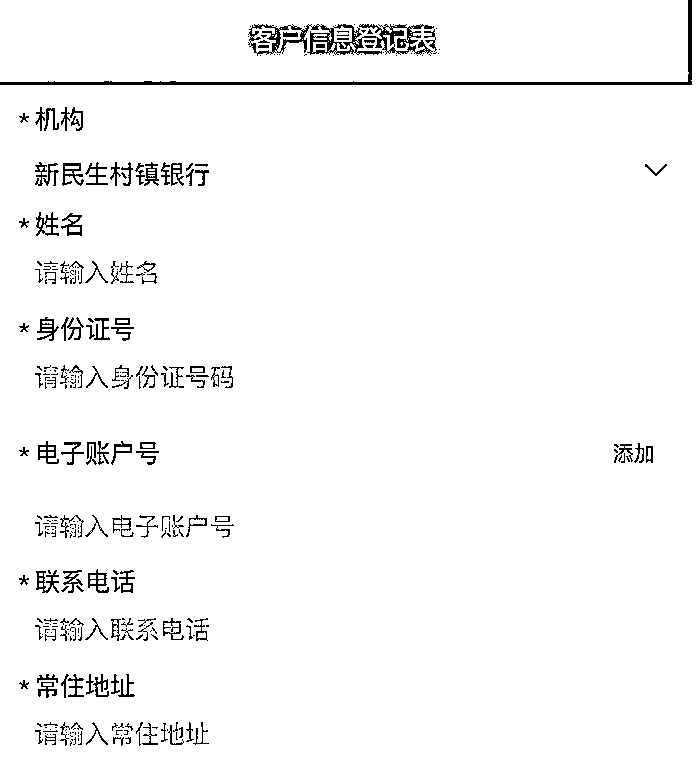 客户信息登记表
* 机构
新民生村镇银行
* 姓名
请输入姓名
* 身份证号
请输入身份证号码
* 电子账户号 添加
请输入电子账户号
* 联系电话
请输入联系电话
* 常住地址
请输入常住地址